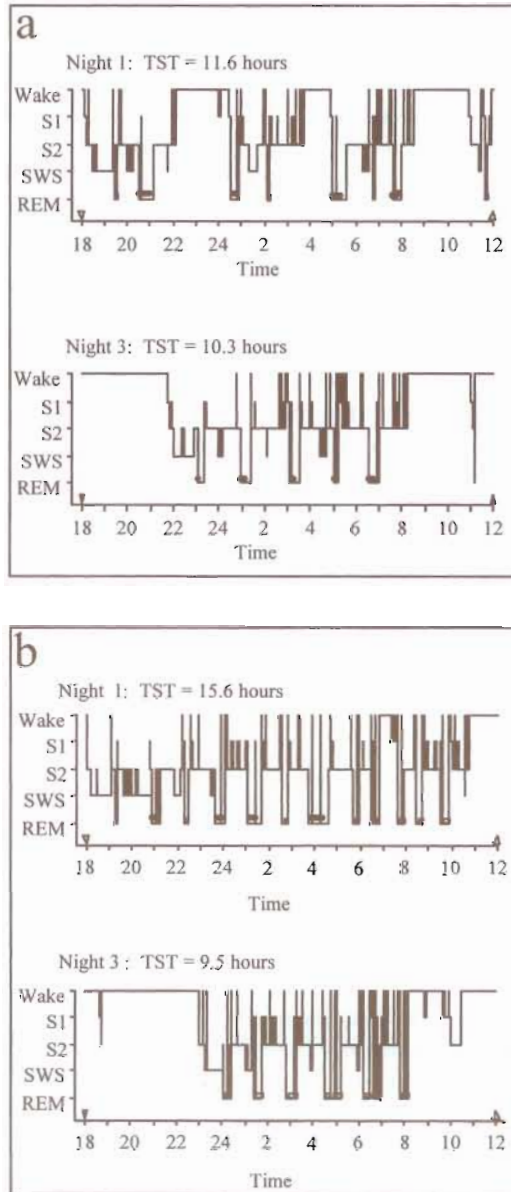 a
Night 1: TST = 11.6 hours
Wake
S1
S2
SWS
REM
18 20 22 24 2 4 6 8 10 12
Time
Night 3: TST = 10.3 hours
Wake
S1
S2
SWS
REM
18 20 22 24 2 4 6 8 10 12
Time
b
Night 1: TST = 15.6 hours
Wake
S1
S2
SWS
REM
18 20 22 24 2 4 6 8 10 12
Time
Night 3 : TST = 9.5 hours
Wake
S1
S2
SWS
REM
18 20 22 24 2 4 6 8 10 12
Time